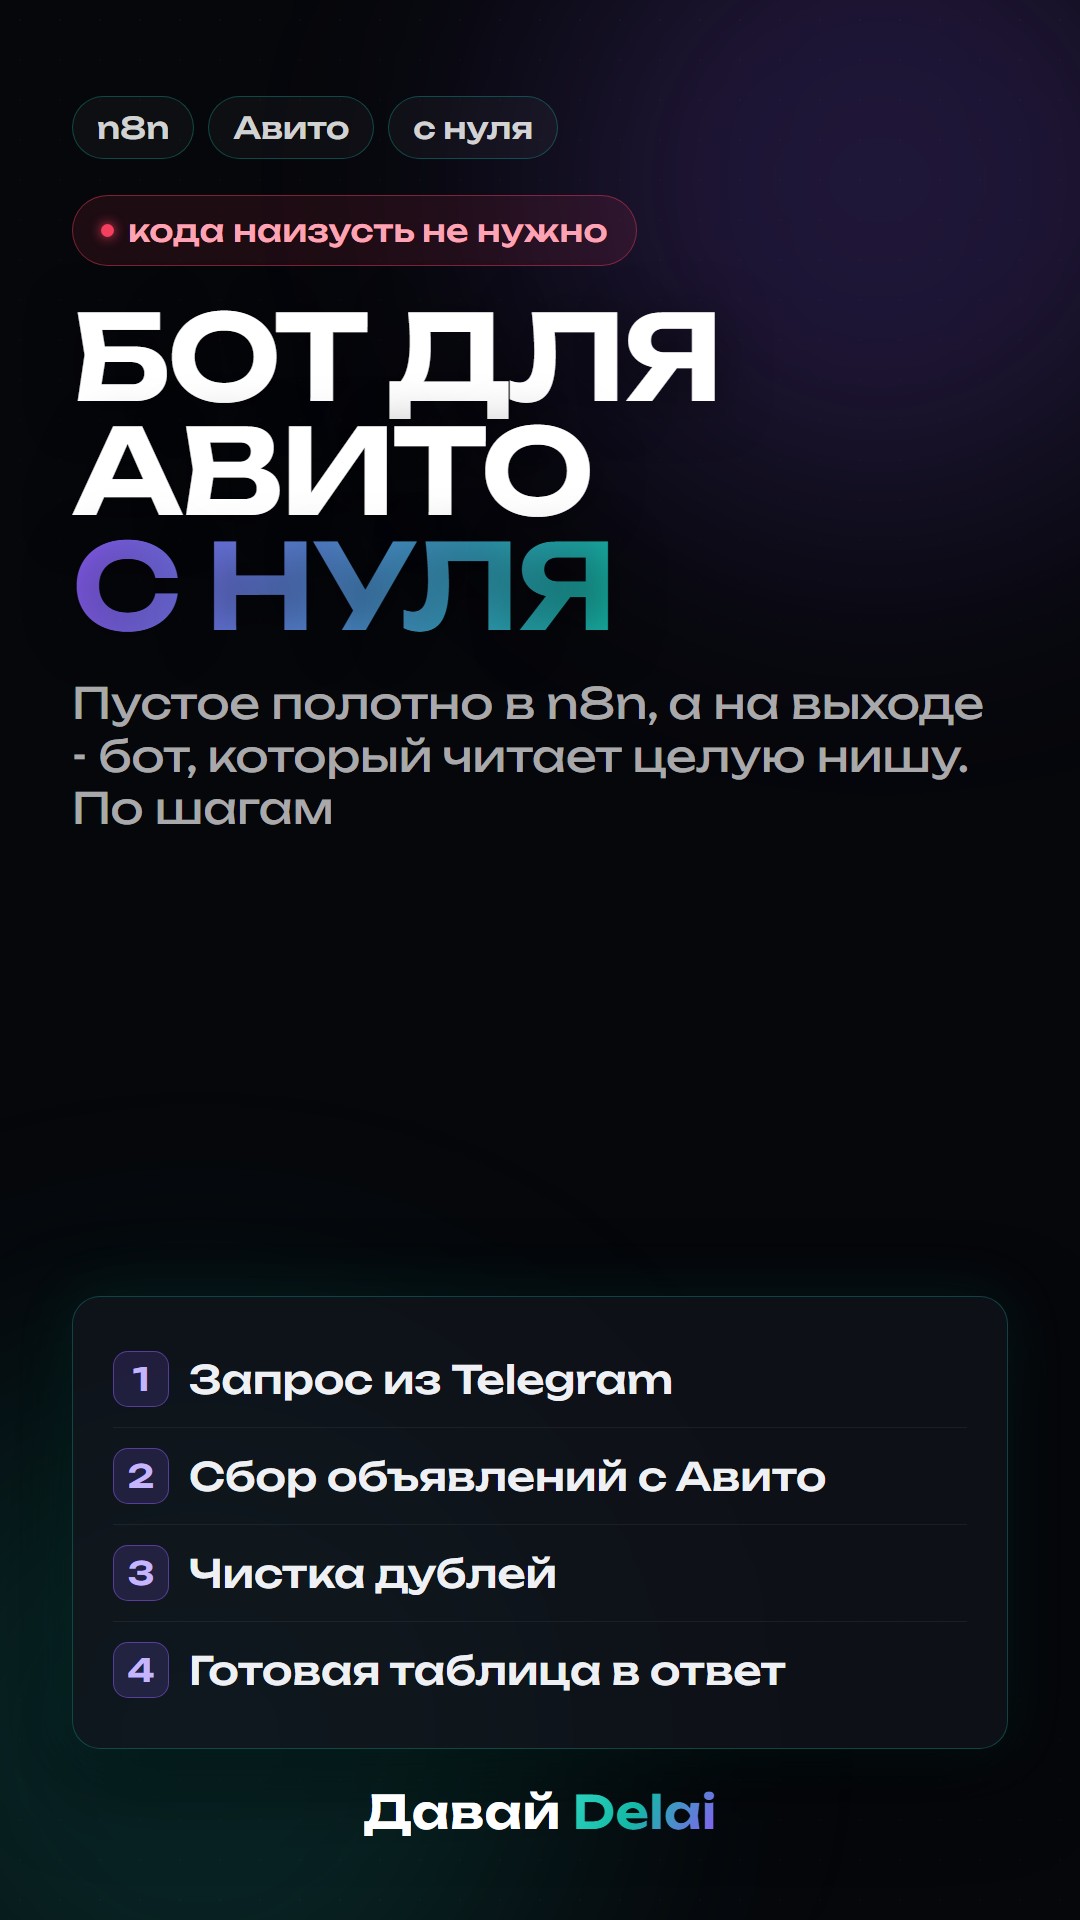 n8n Авито с нуля
кода наизусть не нужно
БОТ ДЛЯ
АВИТО
С НУЛЯ
Пустое полотно в n8n, а на выходе
- бот, который читает целую нишу.
По шагам
1 Запрос из Telegram
2 Сбор объявлений с Авито
3 Чистка дублей
4 Готовая таблица в ответ
Давай Delai